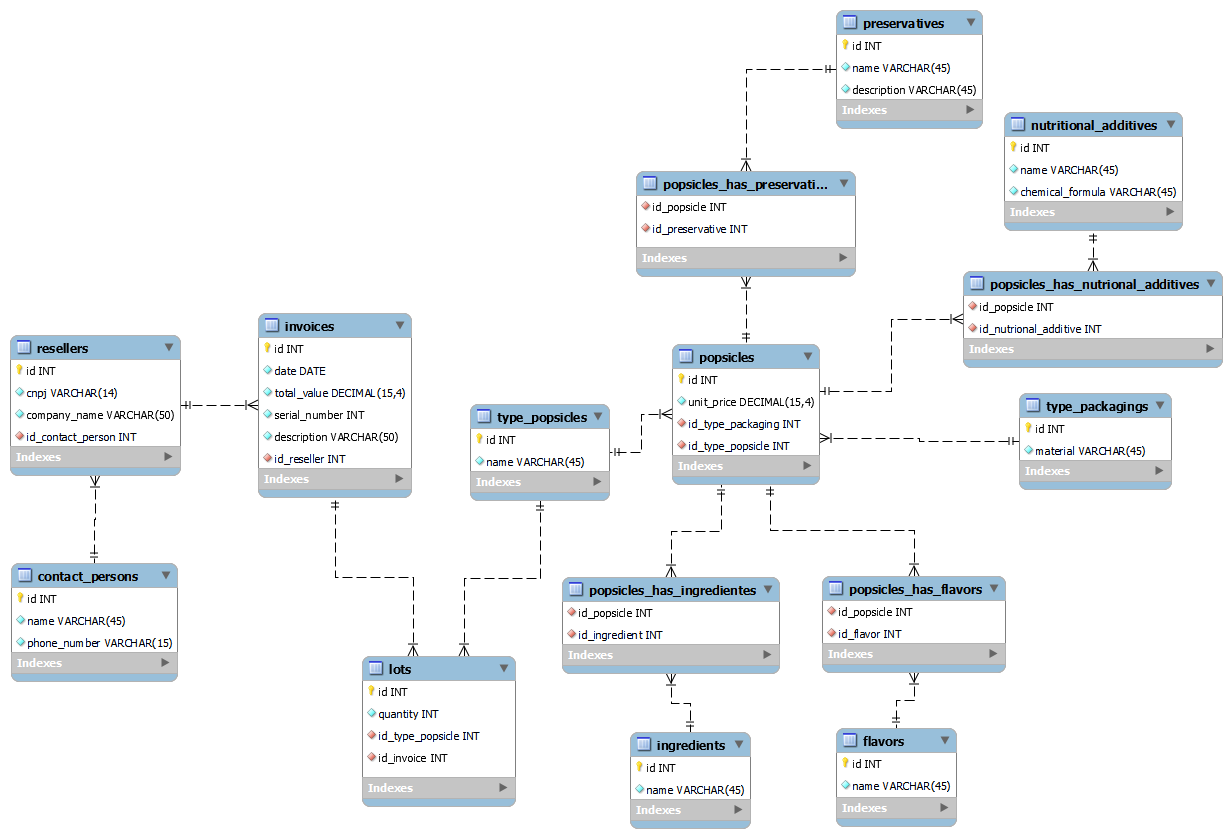 preservatives
id INT
name VARCHAR(45)
description VARCHAR(45)
Indexes
nutritional_additives
id INT
name VARCHAR(45)
chemical_formula VARCHAR(45)
Indexes
popsicles_has_preservati...
id_popsicle INT
id_preservative INT
Indexes
popsicles_has_nutrional_additives
id_popsicle INT
id_nutrional_additive INT
Indexes
resellers
id INT
cnpj VARCHAR(14)
company_name VARCHAR(50)
id_contact_person INT
Indexes
invoices
id INT
date DATE
total_value DECIMAL(15,4)
serial_number INT
description VARCHAR(50)
id_reseller INT
Indexes
type_popsicles
id INT
name VARCHAR(45)
Indexes
popsicles
id INT
unit_price DECIMAL(15,4)
id_type_packaging INT
id_type_popsicle INT
Indexes
type_packagings
id INT
material VARCHAR(45)
Indexes
contact_persons
id INT
name VARCHAR(45)
phone_number VARCHAR(15)
Indexes
lots
id INT
quantity INT
id_type_popsicle INT
id_invoice INT
Indexes
popsicles_has_ingredientes
id_popsicle INT
id_ingredient INT
Indexes
popsicles_has_flavors
id_popsicle INT
id_flavor INT
Indexes
ingredients
id INT
name VARCHAR(45)
Indexes
flavors
id INT
name VARCHAR(45)
Indexes